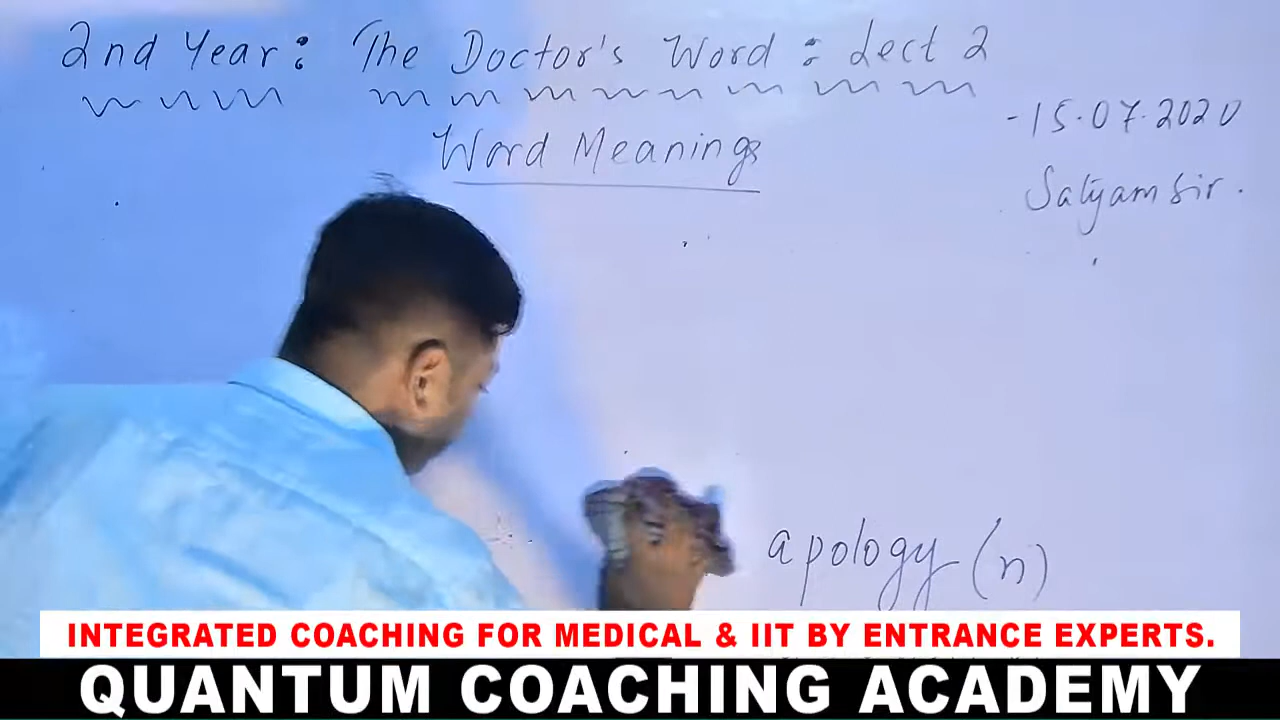 2nd Year: The Doctor's Word : Lect 2
-15.07.2020
Word Meanings
Satyam Sir.
apology (n)
INTEGRATED COACHING FOR MEDICAL & IIT BY ENTRANCE EXPERTS.
QUANTUM COACHING ACADEMY